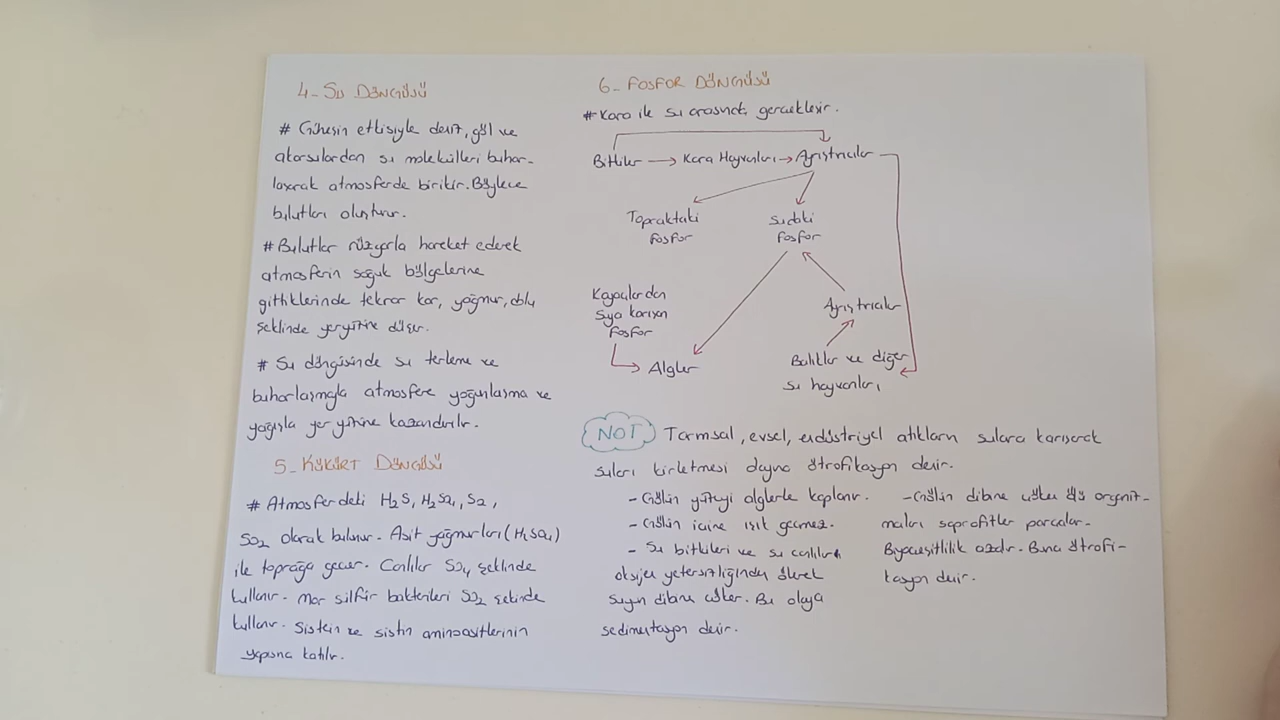 4- Su DÖNGÜSÜ
# Güneşin etkisiyle deniz, göl ve
akarsulardan su molekülleri buhar-
laşarak atmosferde birikir. Böylece
bulutları oluşturur.
# Bulutlar rüzgarla hareket ederek
atmosferin soğuk bölgelerine
gittiklerinde tekrar kar, yağmur, dolu
şeklinde yeryüzüne düşer.
# Su döngüsünde su terleme ve
buharlaşmayla atmosfere yoğunlaşma ve
yağışla yer yüzüne kazandırılır.
5- KÜKÜRT DÖNGÜSÜ
# Atmosferdeki H2S, H2SO4, S2,
SO2 olarak bulunur. Asit yağmurları (H2SO4)
ile toprağa geçer. Canlılar SO4 şeklinde
kullanır. Mor sülfür bakterileri SO2 şeklinde
kullanır. Sistein ve sistin aminoasitlerinin
yapısına katılır.
6- FOSFOR DÖNGÜSÜ
# Kara ile su arasında gerçekleşir.
Bitkiler → Kara Hayvanları → Ayrıştırıcılar
Topraktaki fosfor
Sudaki fosfor
Kayaçlardan
Suya karışan
fosfor
Ayrıştırıcılar
Algler
Balıklar ve diğer
su hayvanları
NOT Tarımsal, evsel, endüstriyel atıkların sulara karışarak
suları kirletmesi olayına ötrofikasyon denir.
- Gölün yüzeyi alglerle kaplanır.
- Gölün içine ışık geçmez.
- Su bitkileri ve su canlıları
oksijen yetersizliğinden ölerek
suyun dibine çöker. Bu olaya
sedimentasyon denir.
- Gölün dibine çöken ölü organiz-
maları saprofitler parçalar.
Biyoçeşitlilik azalır. Buna ötrofi-
kasyon denir.